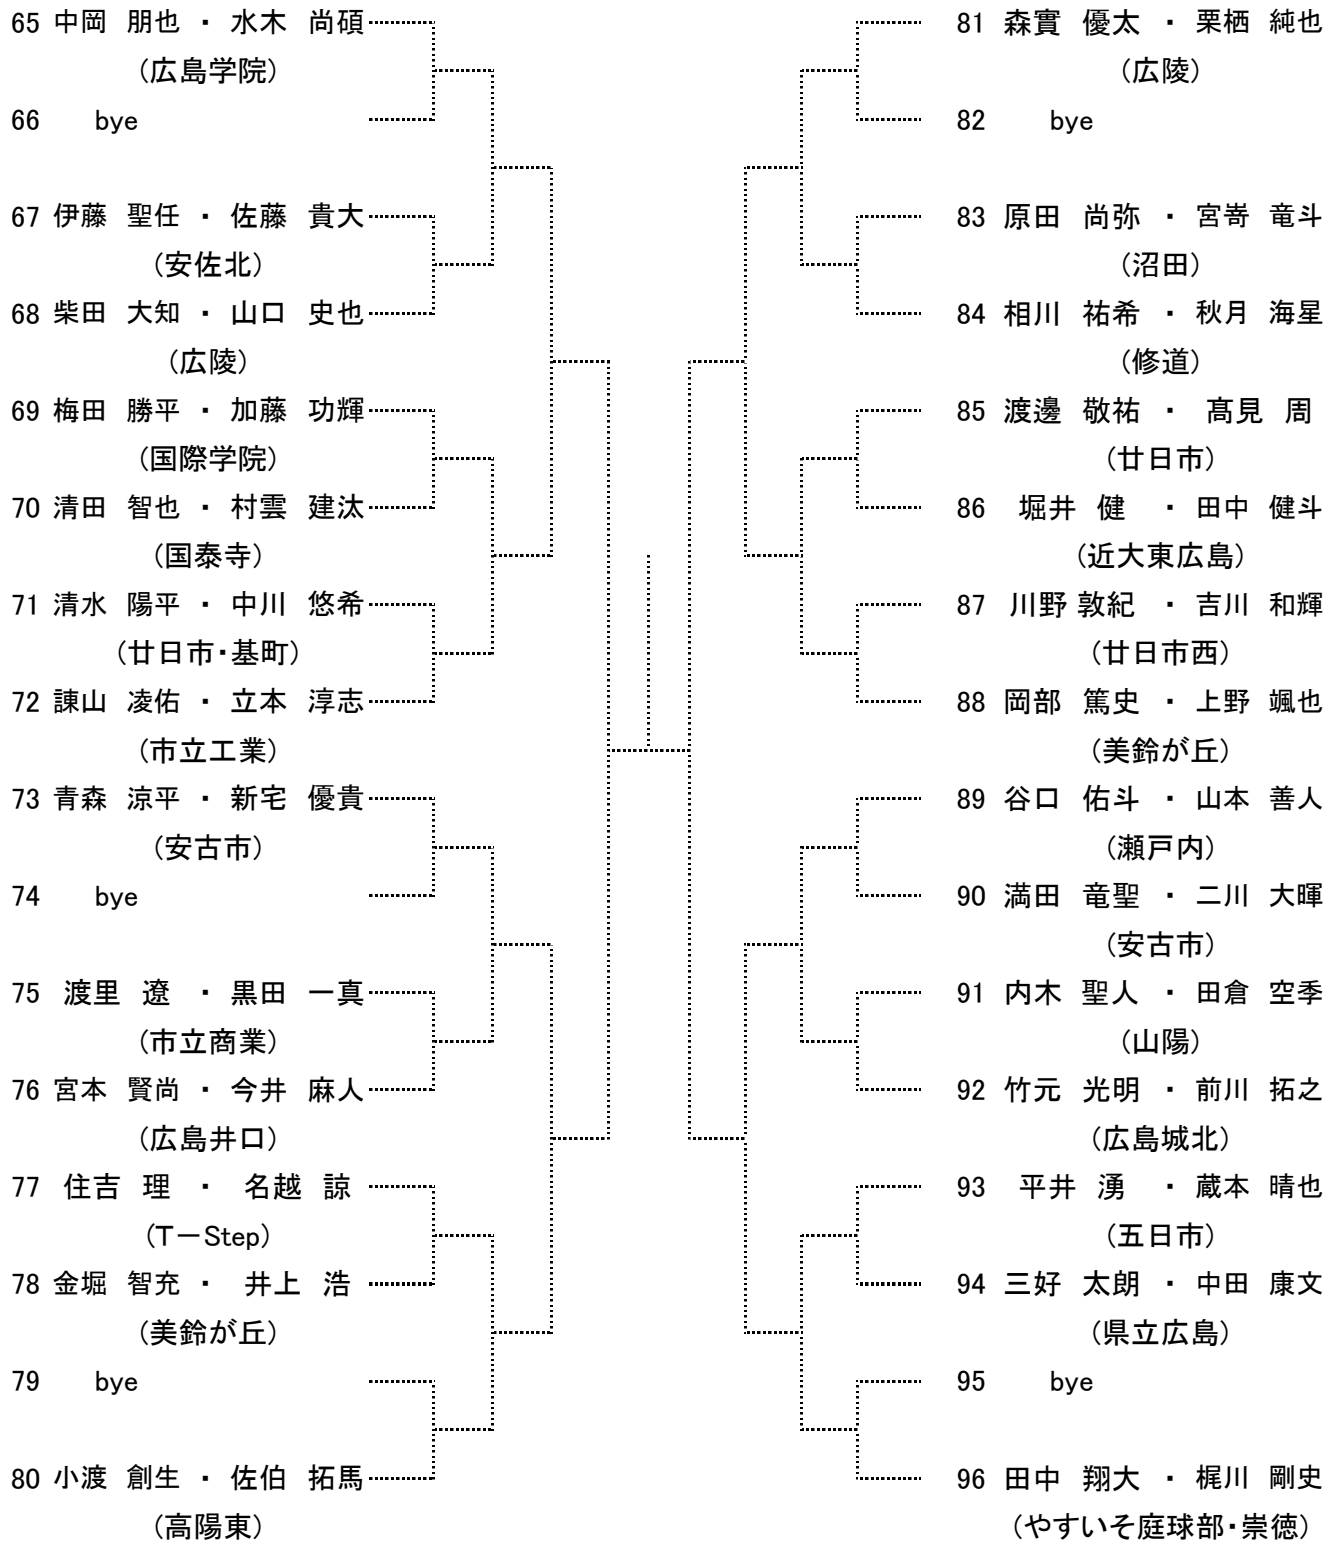 65 中岡 朋也 ・ 水木 尚碩
(広島学院)
66 bye
67 伊藤 聖任 ・ 佐藤 貴大
(安佐北)
68 柴田 大知 ・ 山口 史也
(広陵)
69 梅田 勝平 ・ 加藤 功輝
(国際学院)
70 清田 智也 ・ 村雲 建汰
(国泰寺)
71 清水 陽平 ・ 中川 悠希
(廿日市・基町)
72 諌山 凌佑 ・ 立本 淳志
(市立工業)
73 青森 涼平 ・ 新宅 優貴
(安古市)
74 bye
75 渡里 遼 ・ 黒田 一真
(市立商業)
76 宮本 賢尚 ・ 今井 麻人
(広島井口)
77 住吉 理 ・ 名越 諒
(T－Step)
78 金堀 智充 ・ 井上 浩
(美鈴が丘)
79 bye
80 小渡 創生 ・ 佐伯 拓馬
(高陽東)
81 森實 優太 ・ 栗栖 純也
(広陵)
82 bye
83 原田 尚弥 ・ 宮嵜 竜斗
(沼田)
84 相川 祐希 ・ 秋月 海星
(修道)
85 渡邊 敬祐 ・ 髙見 周
(廿日市)
86 堀井 健 ・ 田中 健斗
(近大東広島)
87 川野 敦紀 ・ 吉川 和輝
(廿日市西)
88 岡部 篤史 ・ 上野 颯也
(美鈴が丘)
89 谷口 佑斗 ・ 山本 善人
(瀬戸内)
90 満田 竜聖 ・ 二川 大暉
(安古市)
91 内木 聖人 ・ 田倉 空季
(山陽)
92 竹元 光明 ・ 前川 拓之
(広島城北)
93 平井 湧 ・ 蔵本 晴也
(五日市)
94 三好 太朗 ・ 中田 康文
(県立広島)
95 bye
96 田中 翔大 ・ 梶川 剛史
(やすいそ庭球部・崇徳)